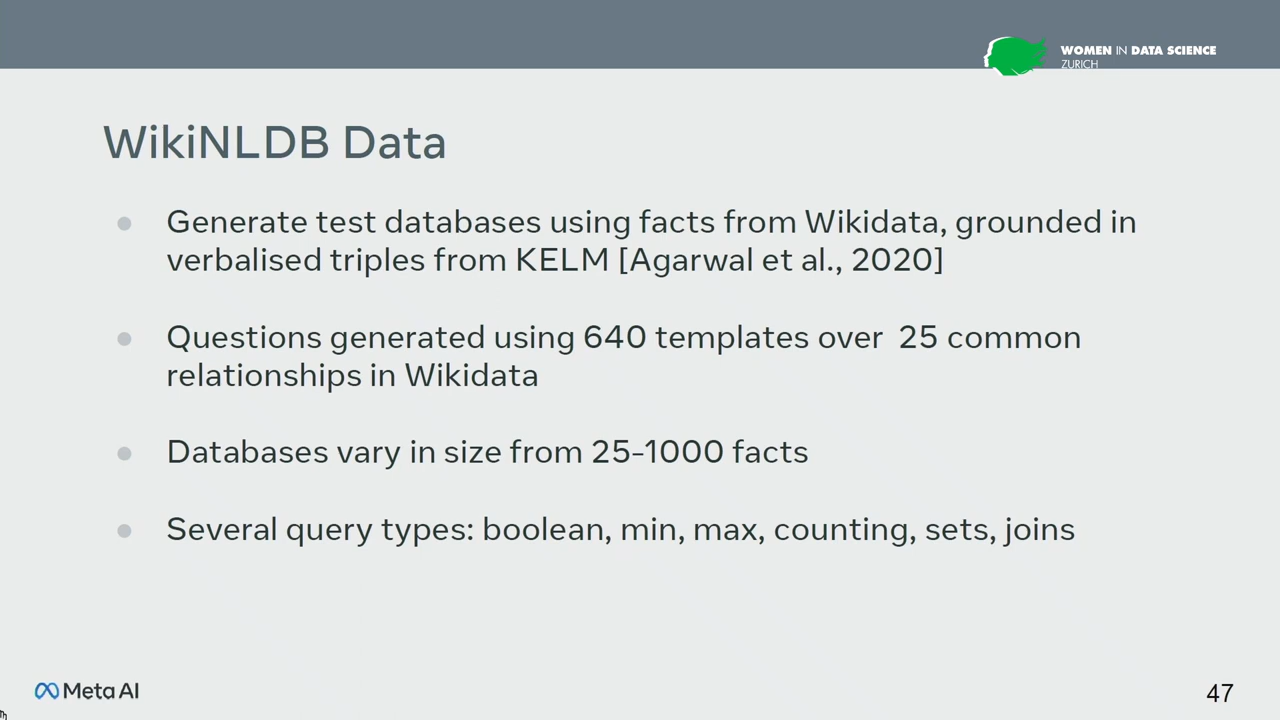 WOMEN IN DATA SCIENCE
ZURICH
WikiNLDB Data
● Generate test databases using facts from Wikidata, grounded in
verbalised triples from KELM [Agarwal et al., 2020]
● Questions generated using 640 templates over 25 common
relationships in Wikidata
● Databases vary in size from 25-1000 facts
● Several query types: boolean, min, max, counting, sets, joins
Meta AI
47